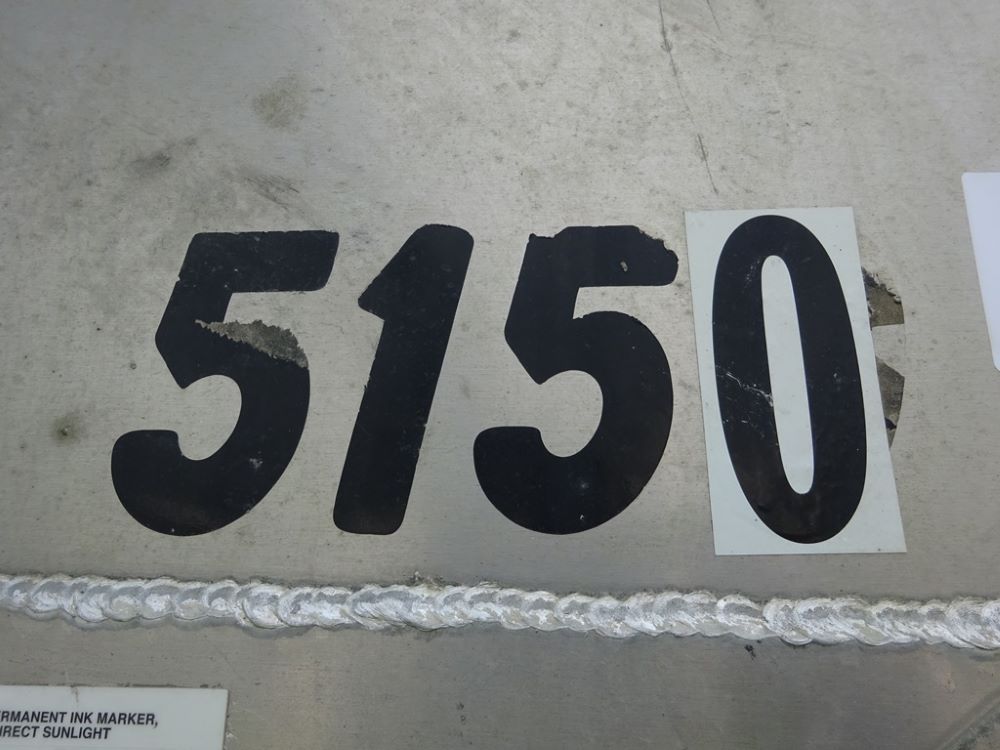 5150
ERMANENT INK MARKER,
IRECT SUNLIGHT